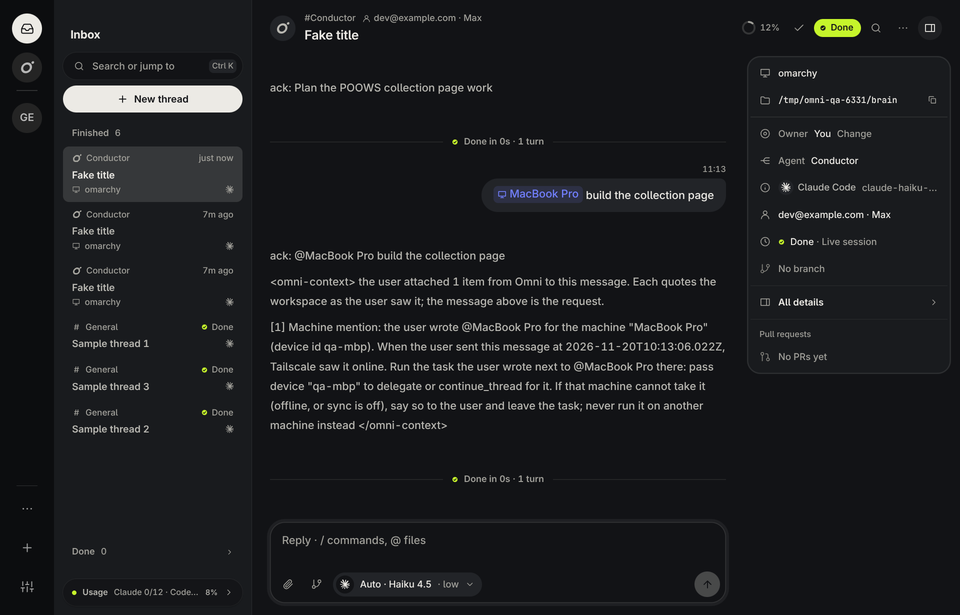 GE
Inbox
Search or jump to Ctrl K
+ New thread
Finished 6
Conductor just now
Fake title
omarchy
Conductor 7m ago
Fake title
omarchy
Conductor 7m ago
Fake title
omarchy
# General Done
Sample thread 1
# General Done
Sample thread 3
# General Done
Sample thread 2
Done 0
Usage Claude 0/12 · Code... 8%
#Conductor dev@example.com · Max
Fake title
12%
Done
ack: Plan the POOWS collection page work
Done in 0s · 1 turn
11:13
MacBook Pro build the collection page
ack: @MacBook Pro build the collection page
<omni-context> the user attached 1 item from Omni to this message. Each quotes the
workspace as the user saw it; the message above is the request.
[1] Machine mention: the user wrote @MacBook Pro for the machine "MacBook Pro"
(device id qa-mbp). When the user sent this message at 2026-11-20T10:13:06.022Z,
Tailscale saw it online. Run the task the user wrote next to @MacBook Pro there: pass
device "qa-mbp" to delegate or continue_thread for it. If that machine cannot take it
(offline, or sync is off), say so to the user and leave the task; never run it on another
machine instead </omni-context>
Done in 0s · 1 turn
Reply · / commands, @ files
Auto · Haiku 4.5 · low
omarchy
/tmp/omni-qa-6331/brain
Owner You Change
Agent Conductor
Claude Code claude-haiku-...
dev@example.com · Max
Done · Live session
No branch
All details
Pull requests
No PRs yet